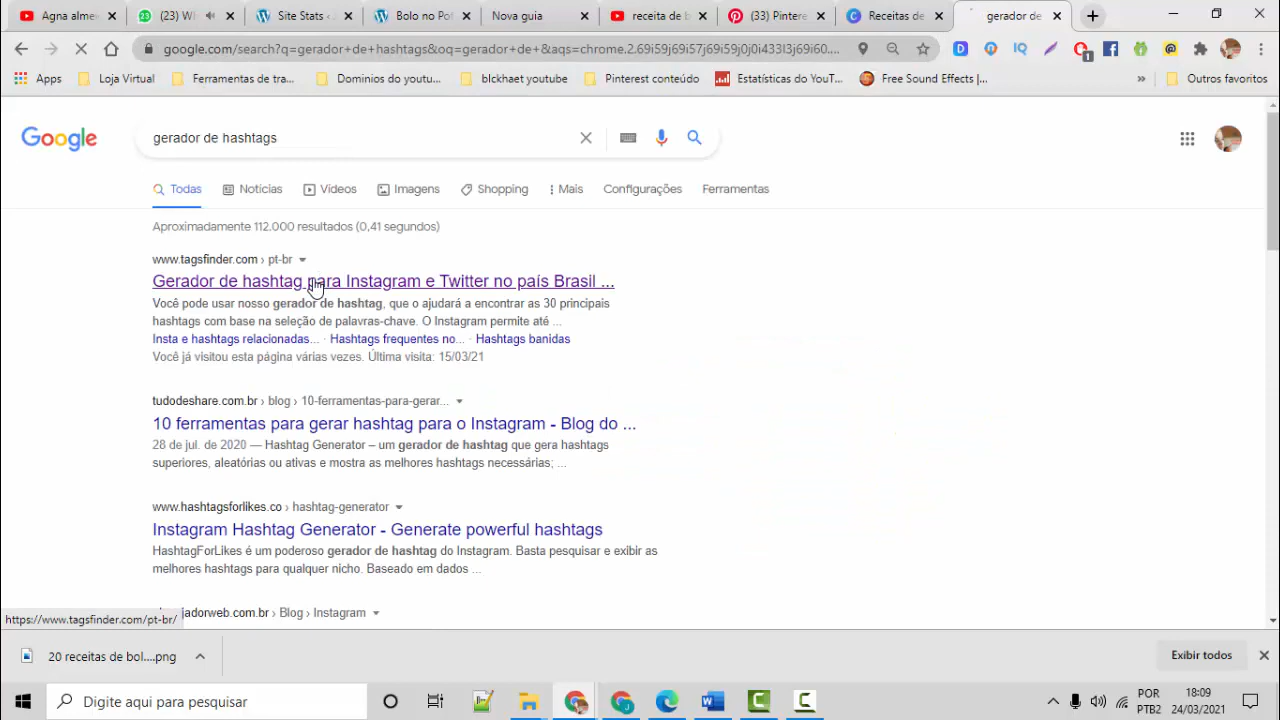 Agna alme
(23) W
Site Stats ‹ J
Bolo no Pot
Nova guia
receita de b
(33) Pintere
Receitas de
gerador de
google.com/search?q=gerador+de+hashtags&oq=gerador+de+&aqs=chrome.2.69i59j69i57j69i59j0j0i433l3j69i60....
Apps
Loja Virtual
Ferramentas de tra...
Dominios do youtu...
blckhaet youtube
Pinterest conteúdo
Estatísticas do YouT...
Free Sound Effects |...
»
Outros favoritos
Google
gerador de hashtags
Todas
Notícias
Vídeos
Imagens
Shopping
Mais
Configurações
Ferramentas
Aproximadamente 112.000 resultados (0,41 segundos)
www.tagsfinder.com › pt-br
Gerador de hashtag para Instagram e Twitter no país Brasil ...
Você pode usar nosso gerador de hashtag, que o ajudará a encontrar as 30 principais
hashtags com base na seleção de palavras-chave. O Instagram permite até ...
Insta e hashtags relacionadas... · Hashtags frequentes no... · Hashtags banidas
Você já visitou esta página várias vezes. Última visita: 15/03/21
tudodeshare.com.br › blog › 10-ferramentas-para-gerar...
10 ferramentas para gerar hashtag para o Instagram - Blog do ...
28 de jul. de 2020 — Hashtag Generator – um gerador de hashtag que gera hashtags
superiores, aleatórias ou ativas e mostra as melhores hashtags necessárias; ...
www.hashtagsforlikes.co › hashtag-generator
Instagram Hashtag Generator - Generate powerful hashtags
HashtagForLikes é um poderoso gerador de hashtag do Instagram. Basta pesquisar e exibir as
melhores hashtags para qualquer nicho. Baseado em dados ...
jadorweb.com.br › Blog › Instagram
https://www.tagsfinder.com/pt-br/
20 receitas de bol....png
Exibir todos
Digite aqui para pesquisar
POR
PTB2
18:09
24/03/2021